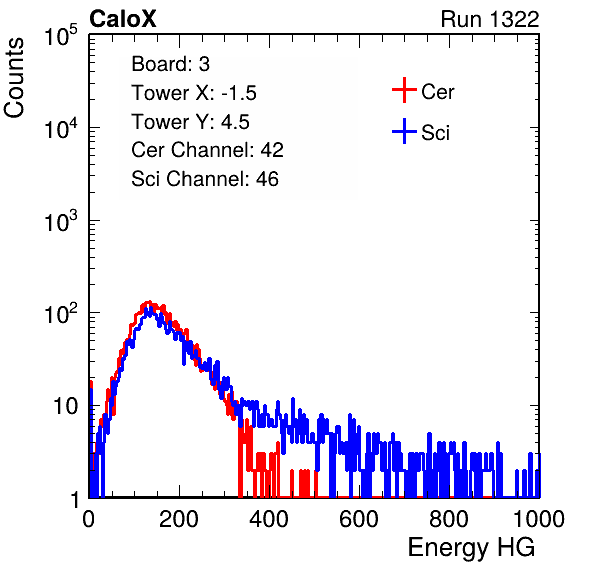 CaloX Run 1322
Counts
Board: 3
Tower X: -1.5
Tower Y: 4.5
Cer Channel: 42
Sci Channel: 46
Cer
Sci
10^5
10^4
10^3
10^2
10
1
0 200 400 600 800 1000
Energy HG